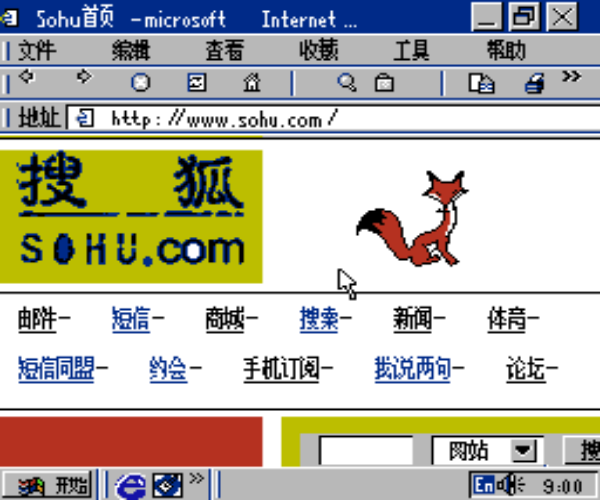 Sohu首页 -microsoft Internet ...
文件 编辑 查看 收藏 工具 帮助
地址 http://www.sohu.com/
搜狐
SOHU.com
邮件- 短信- 商城- 搜索- 新闻- 体育-
短信同盟- 约会- 手机订阅- 我说两句- 论坛-
网站 搜
开始 En 9:00